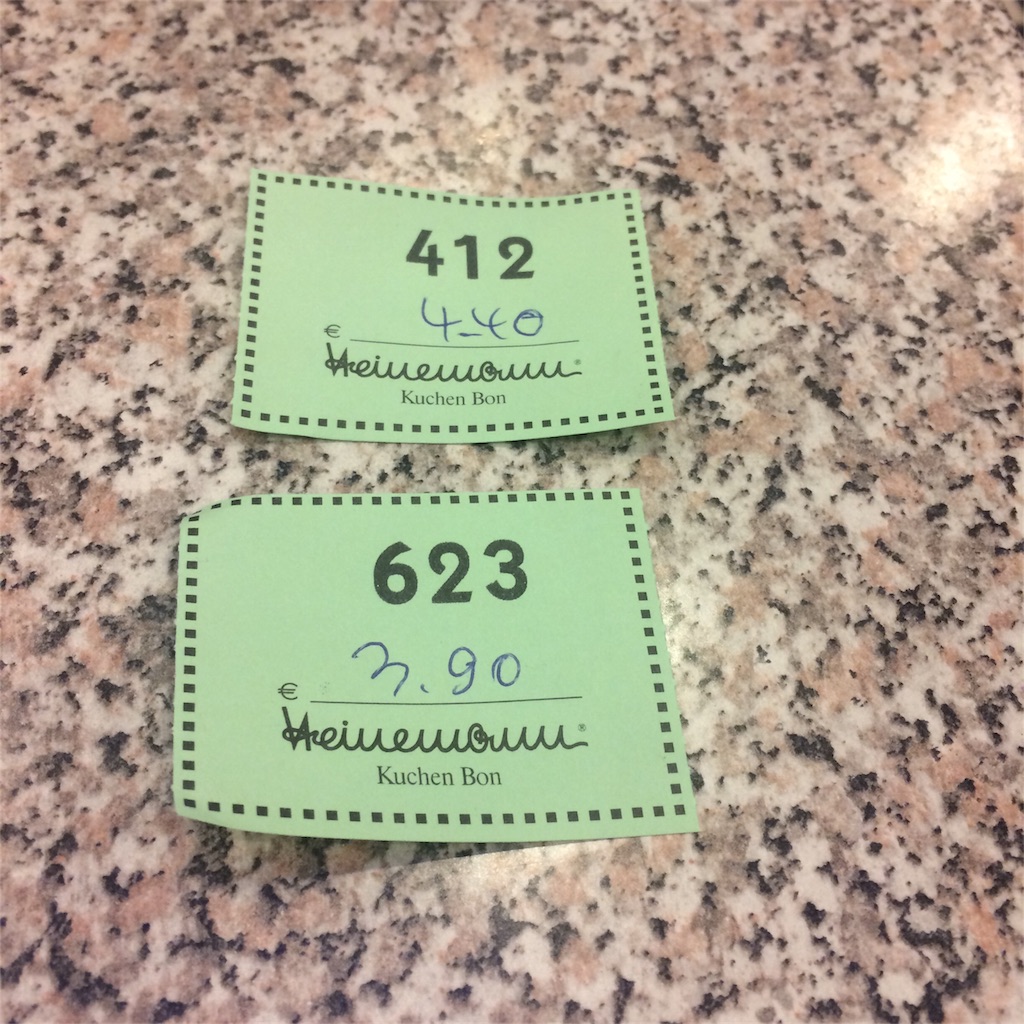 412
€ 4.40
Heinemann®
Kuchen Bon
623
€ 3.90
Heinemann®
Kuchen Bon